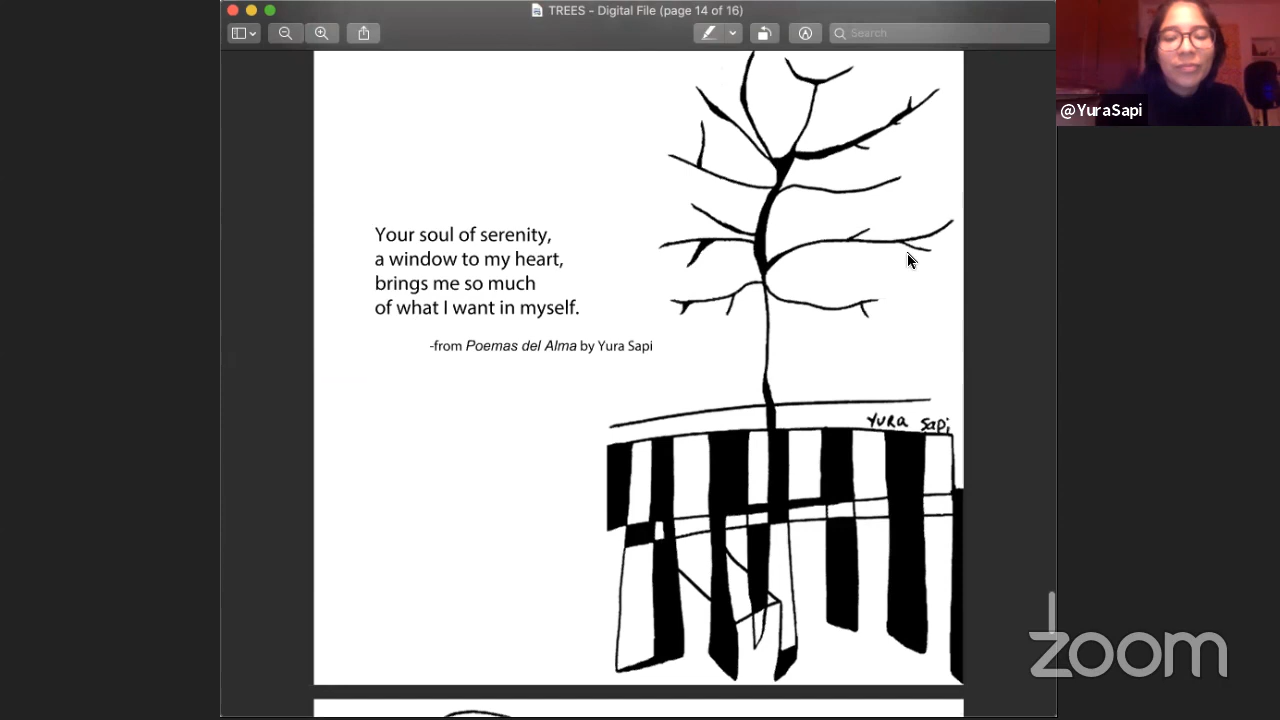 TREES - Digital File (page 14 of 16)
Search
@YuraSapi
Your soul of serenity,
a window to my heart,
brings me so much
of what I want in myself.
-from Poemas del Alma by Yura Sapi
YURA Sapi
zoom